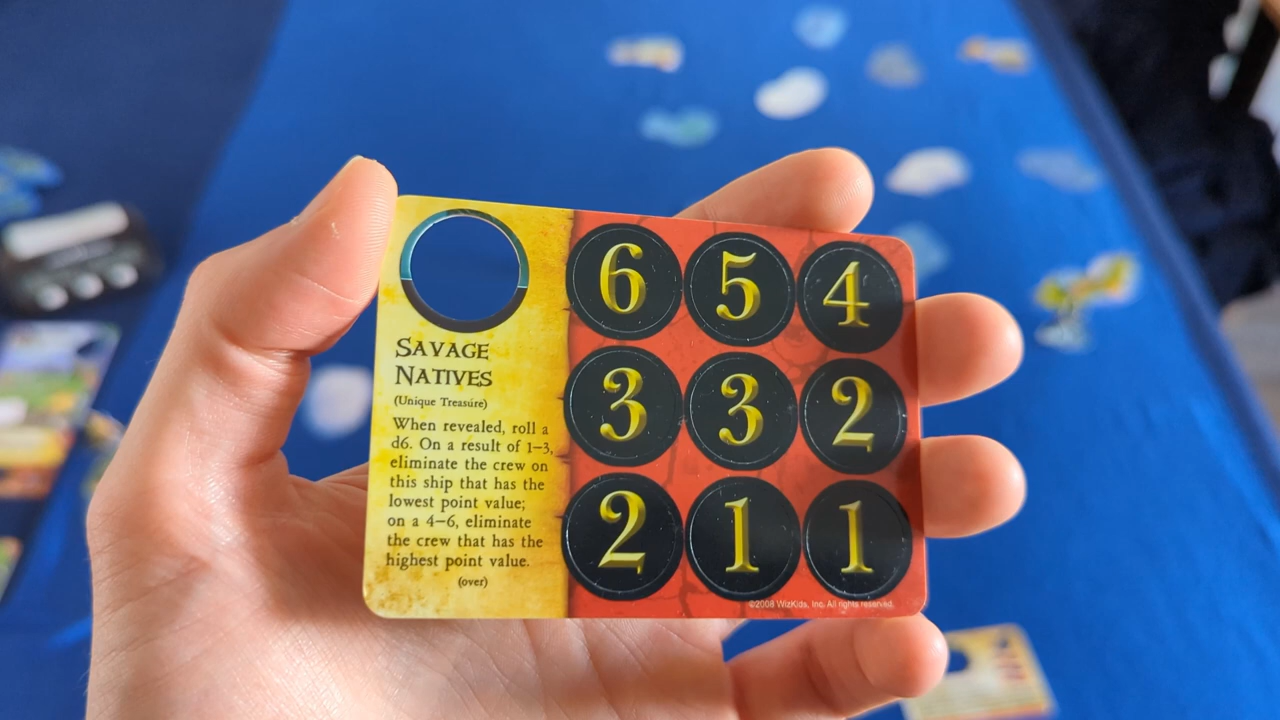 SAVAGE
NATIVES
(Unique Treasure)
When revealed, roll a
d6. On a result of 1–3,
eliminate the crew on
this ship that has the
lowest point value;
on a 4–6, eliminate
the crew that has the
highest point value.
(over)
6 5 4
3 3 2
2 1 1
©2008 WizKids, Inc. All rights reserved.